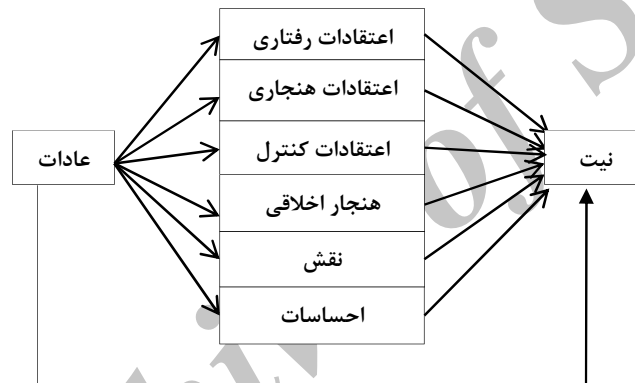 اعتقادات رفتاری
اعتقادات هنجاری
عادات
اعتقادات کنترل
نیت
هنجار اخلاقی
نقش
احساسات